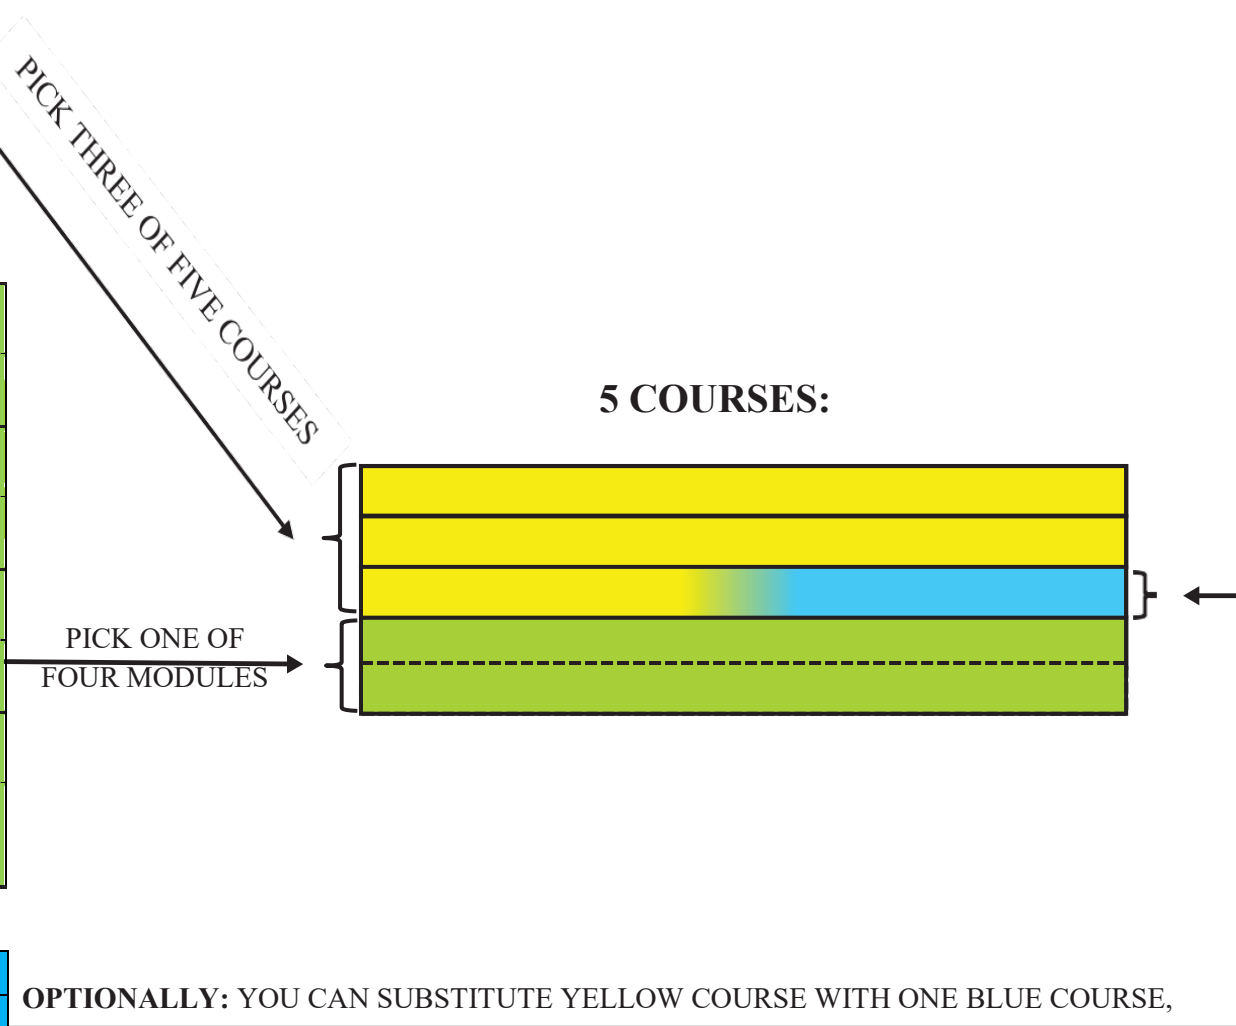 PICK THREE OF FIVE COURSES
5 COURSES:
PICK ONE OF
FOUR MODULES
OPTIONALLY: YOU CAN SUBSTITUTE YELLOW COURSE WITH ONE BLUE COURSE,